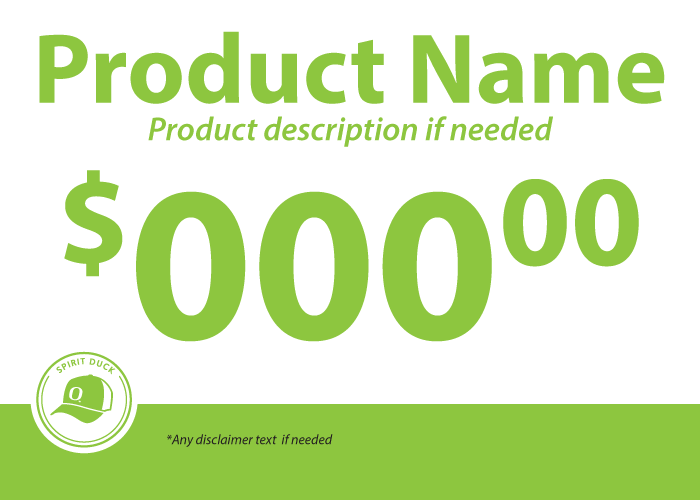 Product Name
Product description if needed
$00000
SPIRIT DUCK
Q
*Any disclaimer text if needed